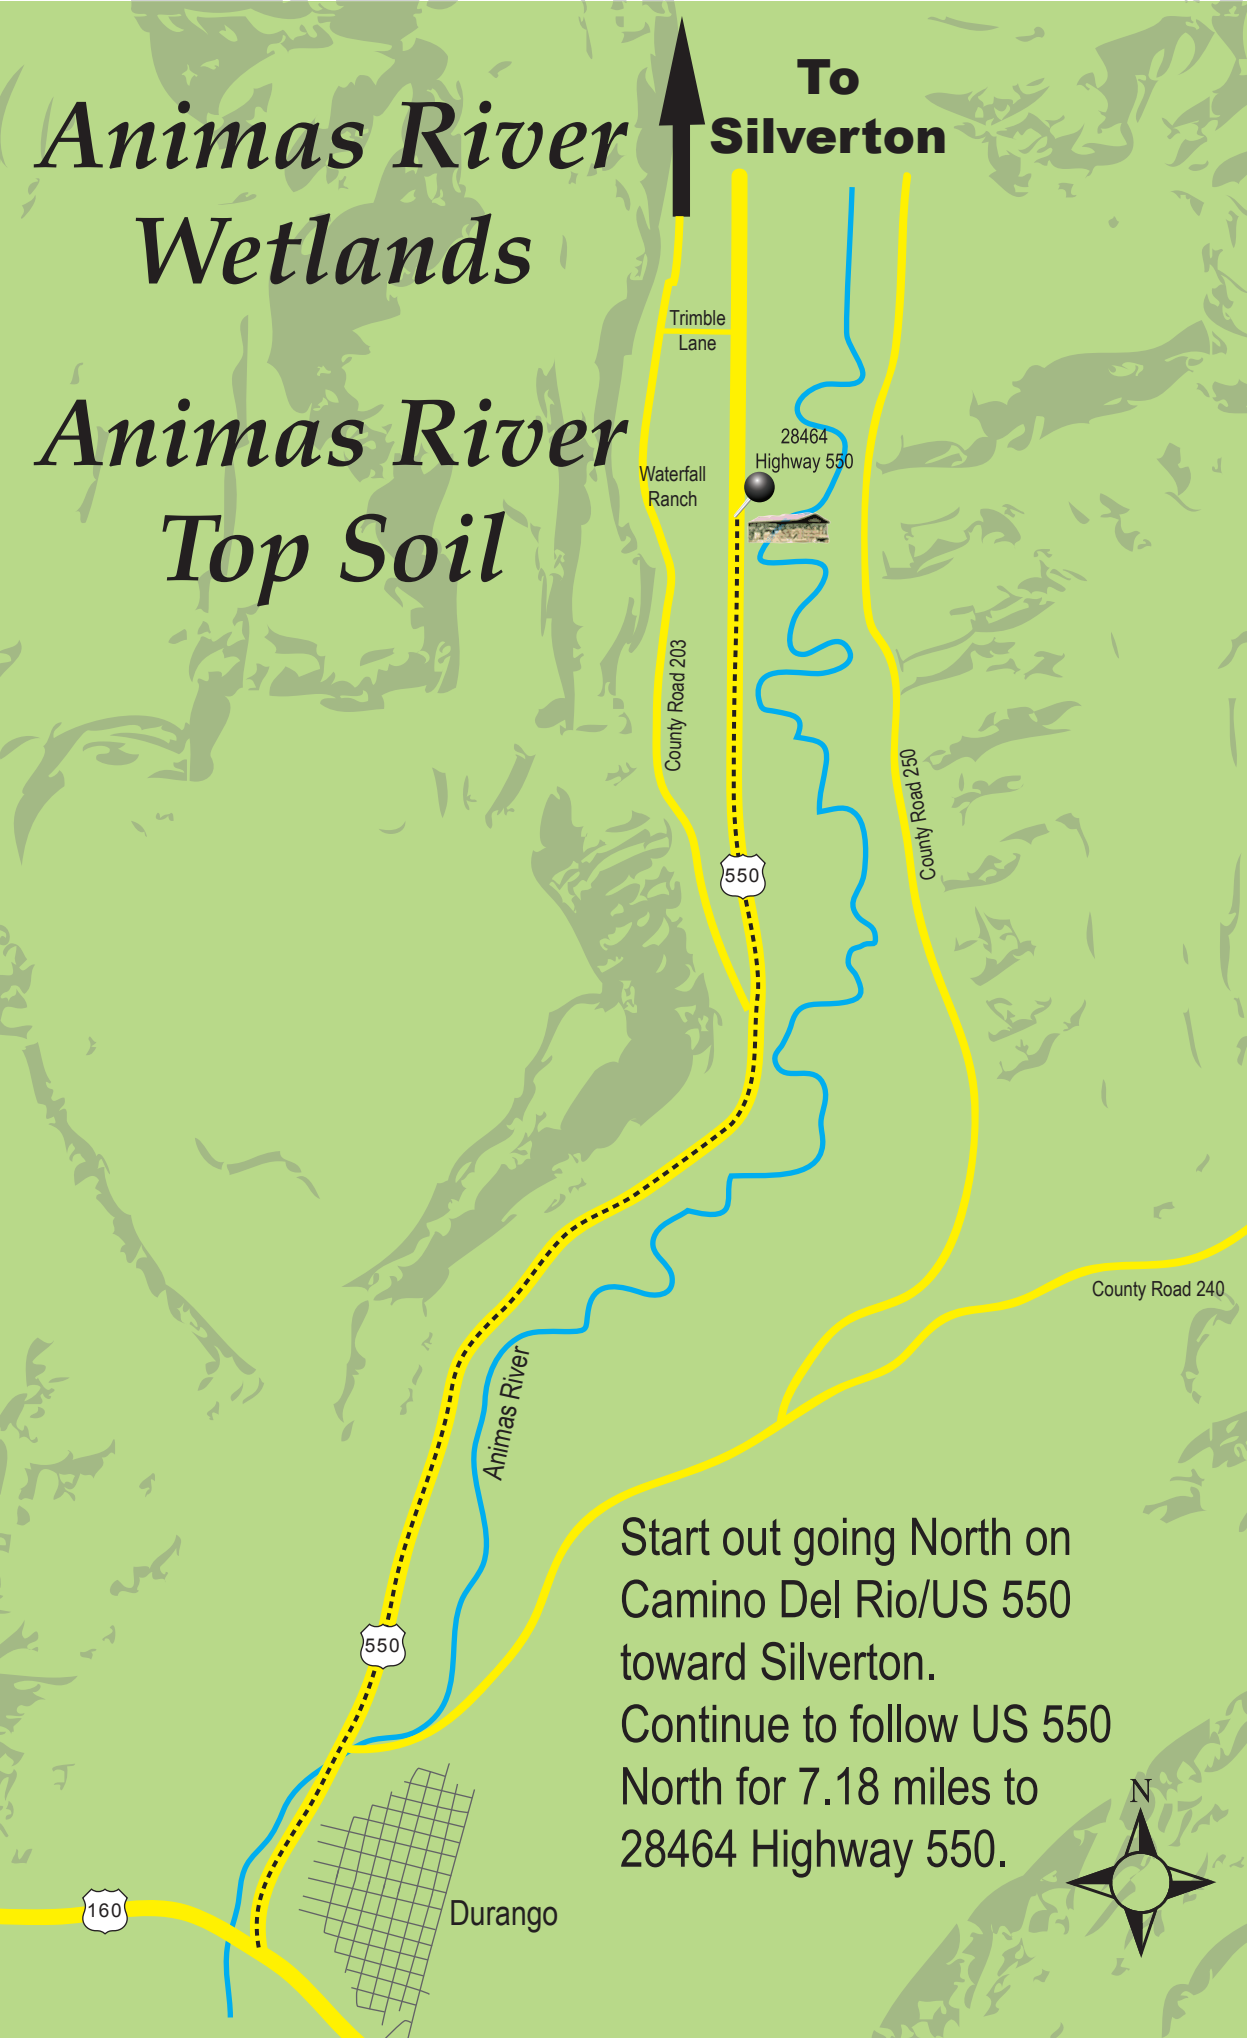 To
Silverton
Animas River
Wetlands
Animas River
Top Soil
Trimble
Lane
28464
Highway 550
Waterfall
Ranch
County Road 203
County Road 250
550
County Road 240
Animas River
Start out going North on
Camino Del Rio/US 550
toward Silverton.
Continue to follow US 550
North for 7.18 miles to
28464 Highway 550.
550
N
160
Durango